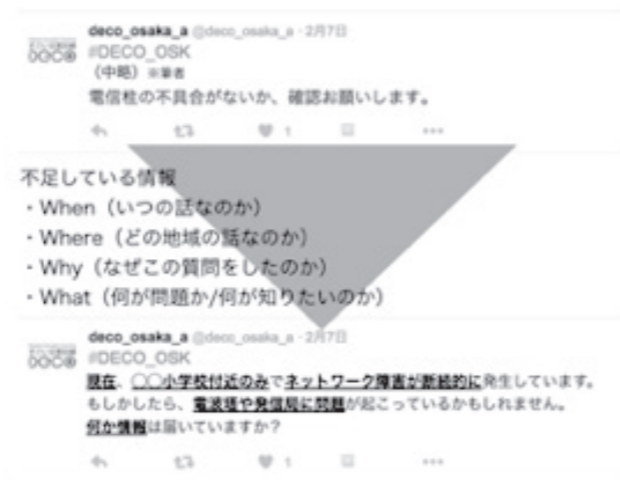 deco_osaka_a @deco_osaka_a・2月7日
#DECO_OSK
（中略）※筆者
電信柱の不具合がないか、確認お願いします。
1
不足している情報
・When（いつの話なのか）
・Where（どの地域の話なのか）
・Why（なぜこの質問をしたのか）
・What（何が問題か/何が知りたいのか）
deco_osaka_a @deco_osaka_a・2月7日
#DECO_OSK
現在、〇〇小学校付近のみでネットワーク障害が断続的に発生しています。
もしかしたら、電波塔や発信局に問題が起こっているかもしれません。
何か情報は届いていますか？
1